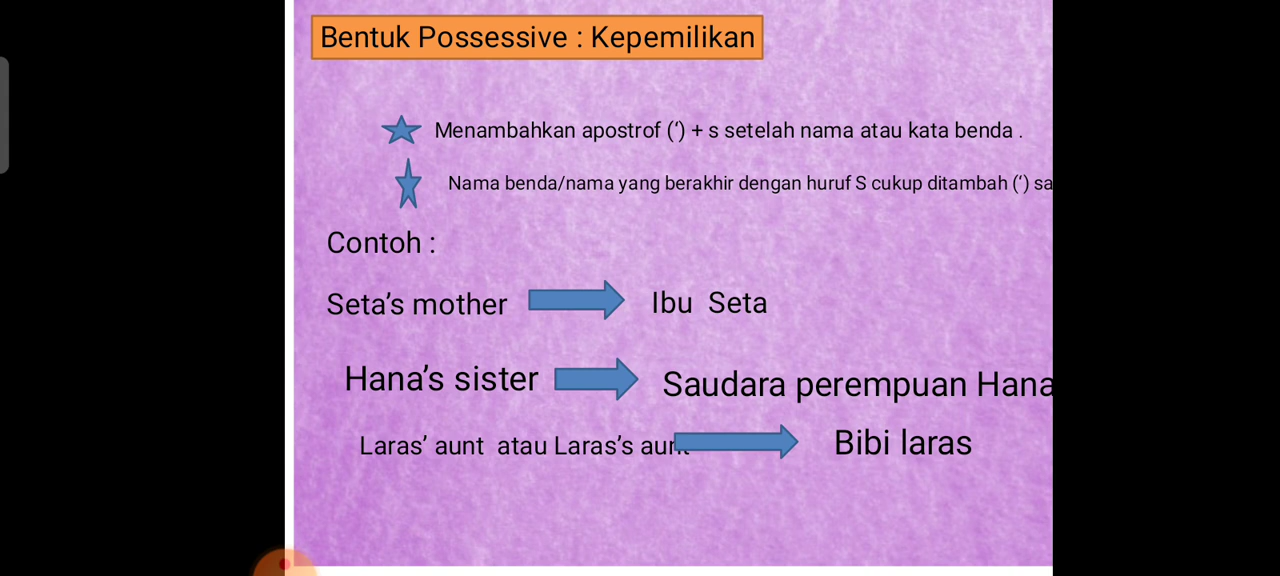 Bentuk Possessive : Kepemilikan
Menambahkan apostrof (‘) + s setelah nama atau kata benda .
Nama benda/nama yang berakhir dengan huruf S cukup ditambah (‘) sa
Contoh :
Seta’s mother Ibu Seta
Hana’s sister Saudara perempuan Hana
Laras’ aunt atau Laras’s aunt Bibi laras